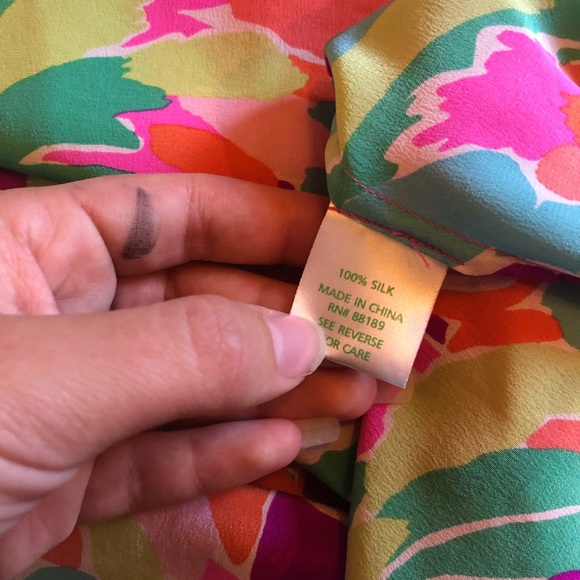 100% SILK
MADE IN CHINA
RN# 88189
SEE REVERSE
FOR CARE